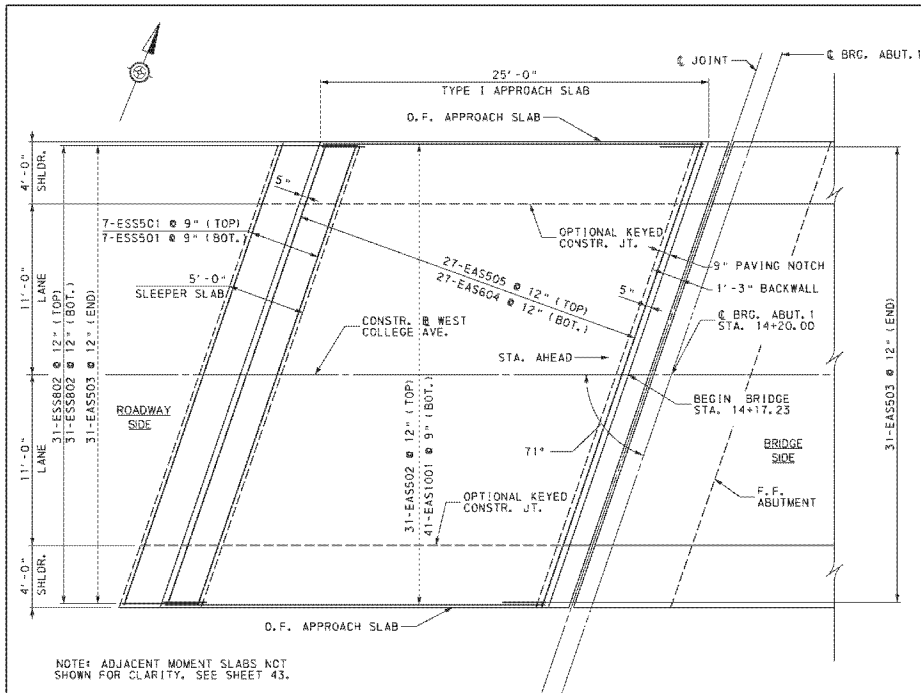 ℄ JOINT
℄ BRG. ABUT. 1
25'-0"
TYPE I APPROACH SLAB
O.F. APPROACH SLAB
4'-0"
SHLDR.
5"
7-ESS501 @ 9" (TOP)
7-ESS501 @ 9" (BOT.)
OPTIONAL KEYED
CONSTR. JT.
11'-0"
LANE
27-EAS505 @ 12" (TOP)
27-EAS604 @ 12" (BOT.)
9" PAVING NOTCH
1'-3" BACKWALL
5'-0"
SLEEPER SLAB
5"
℄ BRG. ABUT. 1
STA. 14+20.00
CONSTR. ℄ WEST
COLLEGE AVE.
STA. AHEAD
31-ESS802 @ 12" (TOP)
31-ESS802 @ 12" (BOT.)
31-EAS503 @ 12" (END)
31-EAS503 @ 12" (END)
ROADWAY
SIDE
BEGIN BRIDGE
STA. 14+17.23
BRIDGE
SIDE
71°
11'-0"
LANE
31-EAS502 @ 12" (TOP)
41-EAS1001 @ 9" (BOT.)
OPTIONAL KEYED
CONSTR. JT.
F.F.
ABUTMENT
4'-0"
SHLDR.
O.F. APPROACH SLAB
NOTE: ADJACENT MOMENT SLABS NOT
SHOWN FOR CLARITY. SEE SHEET 43.